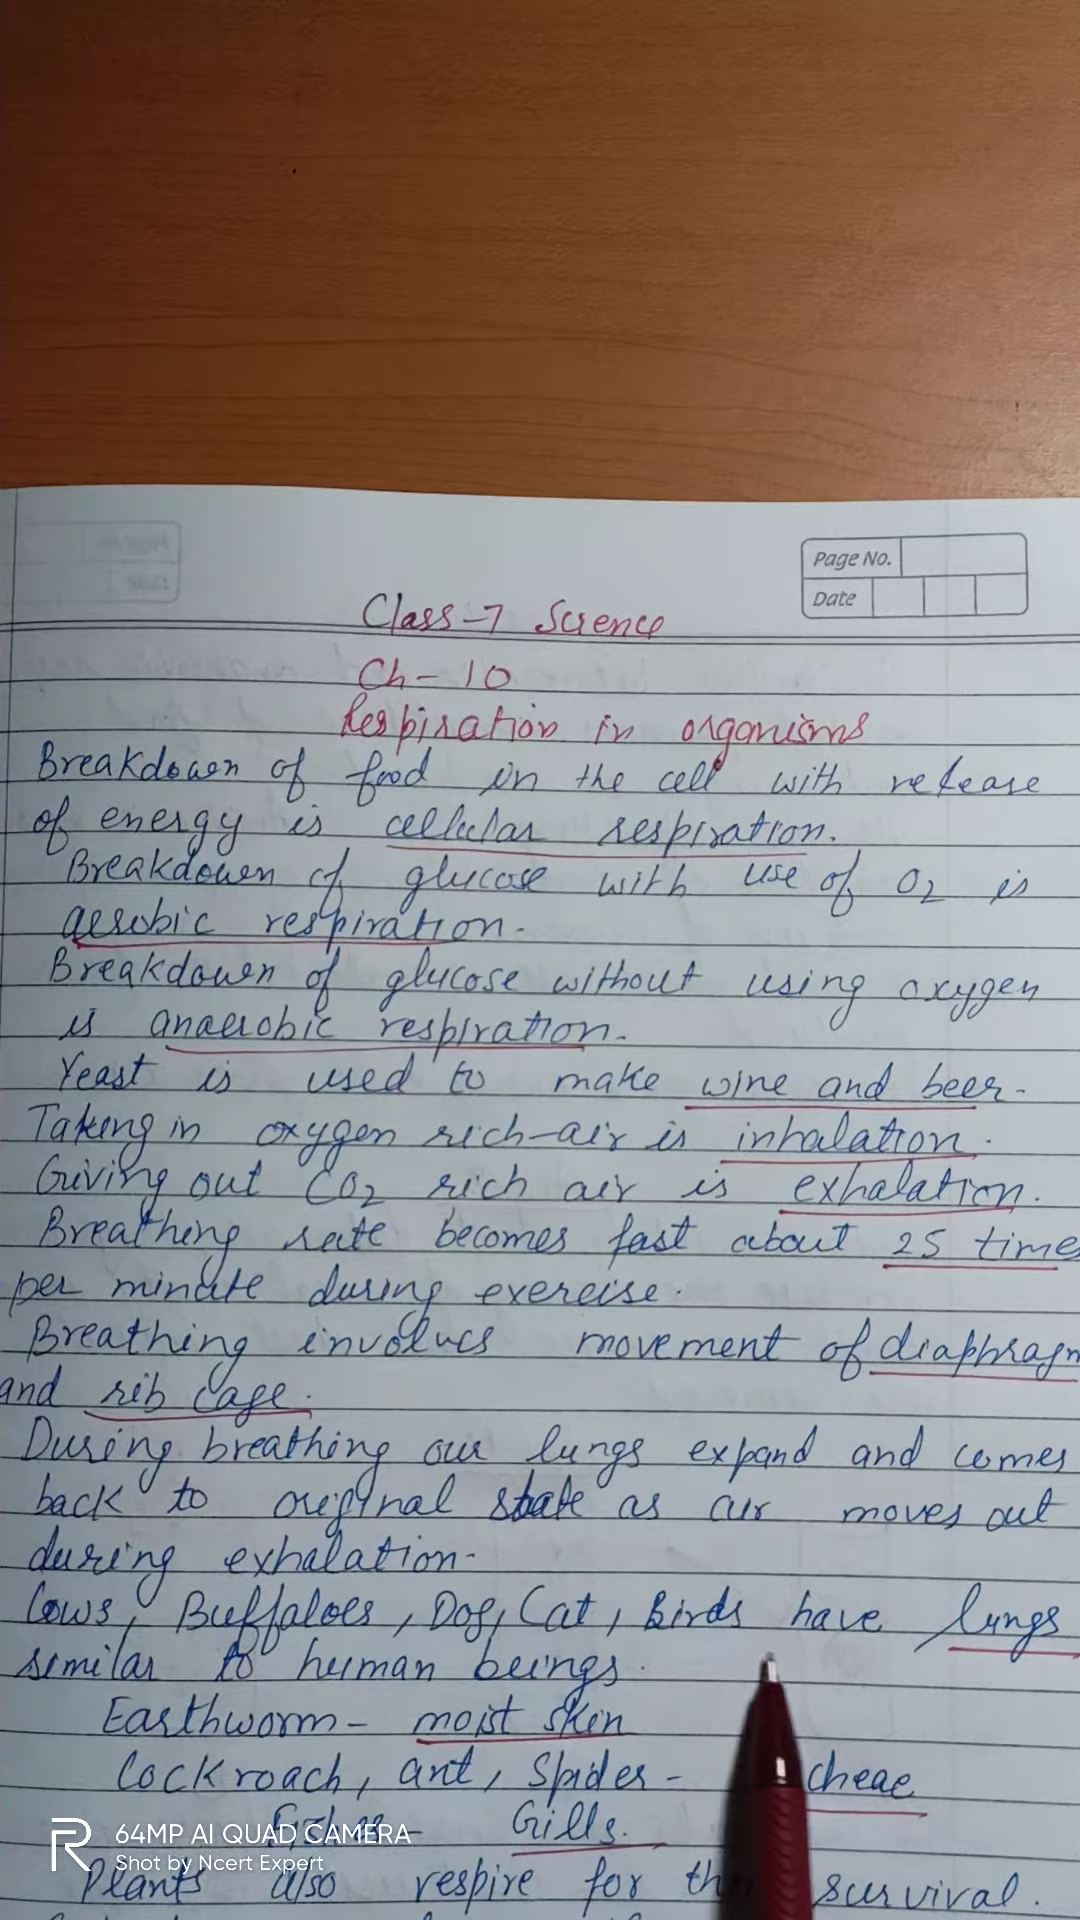 Page No.
Date
Class-7 Science
Ch-10
Respiration in organisms
Breakdown of food in the cell with release
of energy is cellular respiration.
Breakdown of glucose with use of O2 is
aerobic respiration.
Breakdown of glucose without using oxygen
is anaerobic respiration.
Yeast is used to make wine and beer.
Taking in oxygen rich-air is inhalation.
Giving out CO2 rich air is exhalation.
Breathing rate becomes fast about 25 times
per minute during exercise.
Breathing involves movement of diaphragm
and rib cage.
During breathing our lungs expand and comes
back to original state as air moves out
during exhalation.
Cows, Buffaloes, Dog, Cat, Birds have lungs
similar to human beings.
Earthworm - moist skin
Cockroach, ant, Spider - cheae
Gills.
64MP AI QUAD CAMERA
Shot by Ncert Expert
Plants also respire for survival.